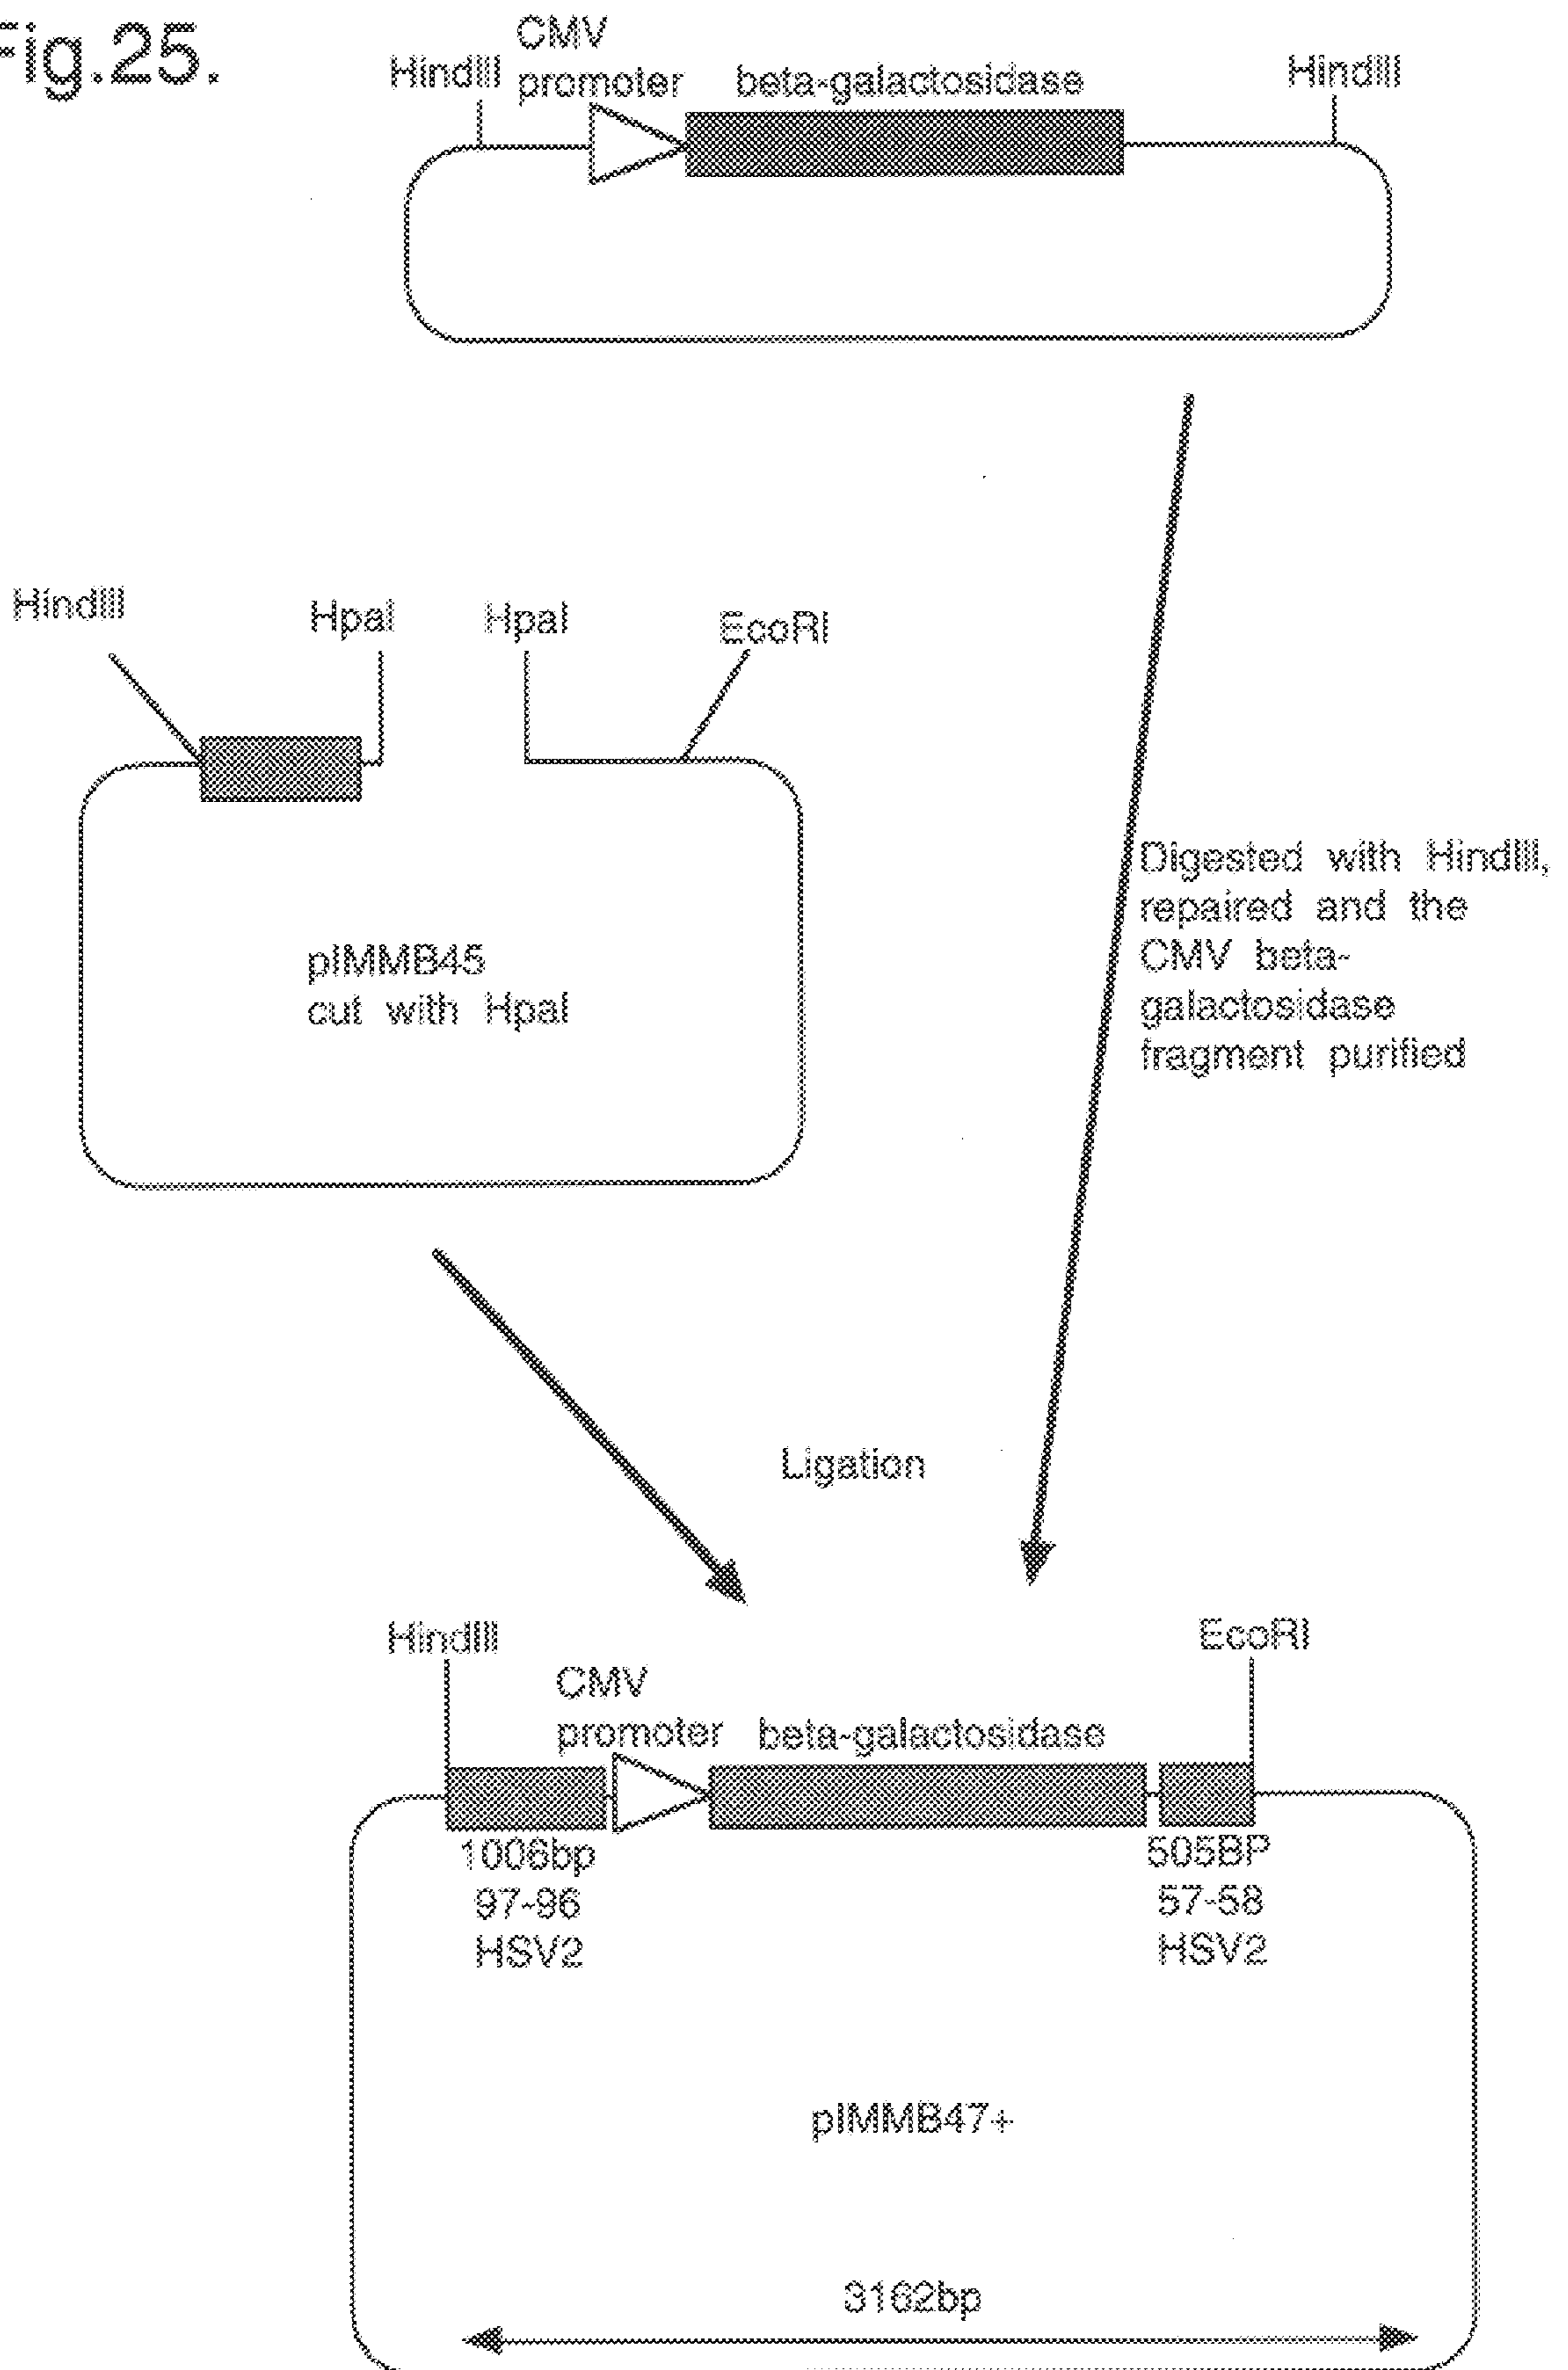 Fig.25.
HindIII
CMV
promoter
beta-galactosidase
HindIII
HindIII
HpaI
HpaI
EcoRI
pIMMB45
cut with HpaI
Digested with HindIII,
repaired and the
CMV beta-
galactosidase
fragment purified
Ligation
HindIII
EcoRI
CMV
promoter
beta-galactosidase
1006bp
97-96
HSV2
505BP
57-58
HSV2
pIMMB47+
3162bp